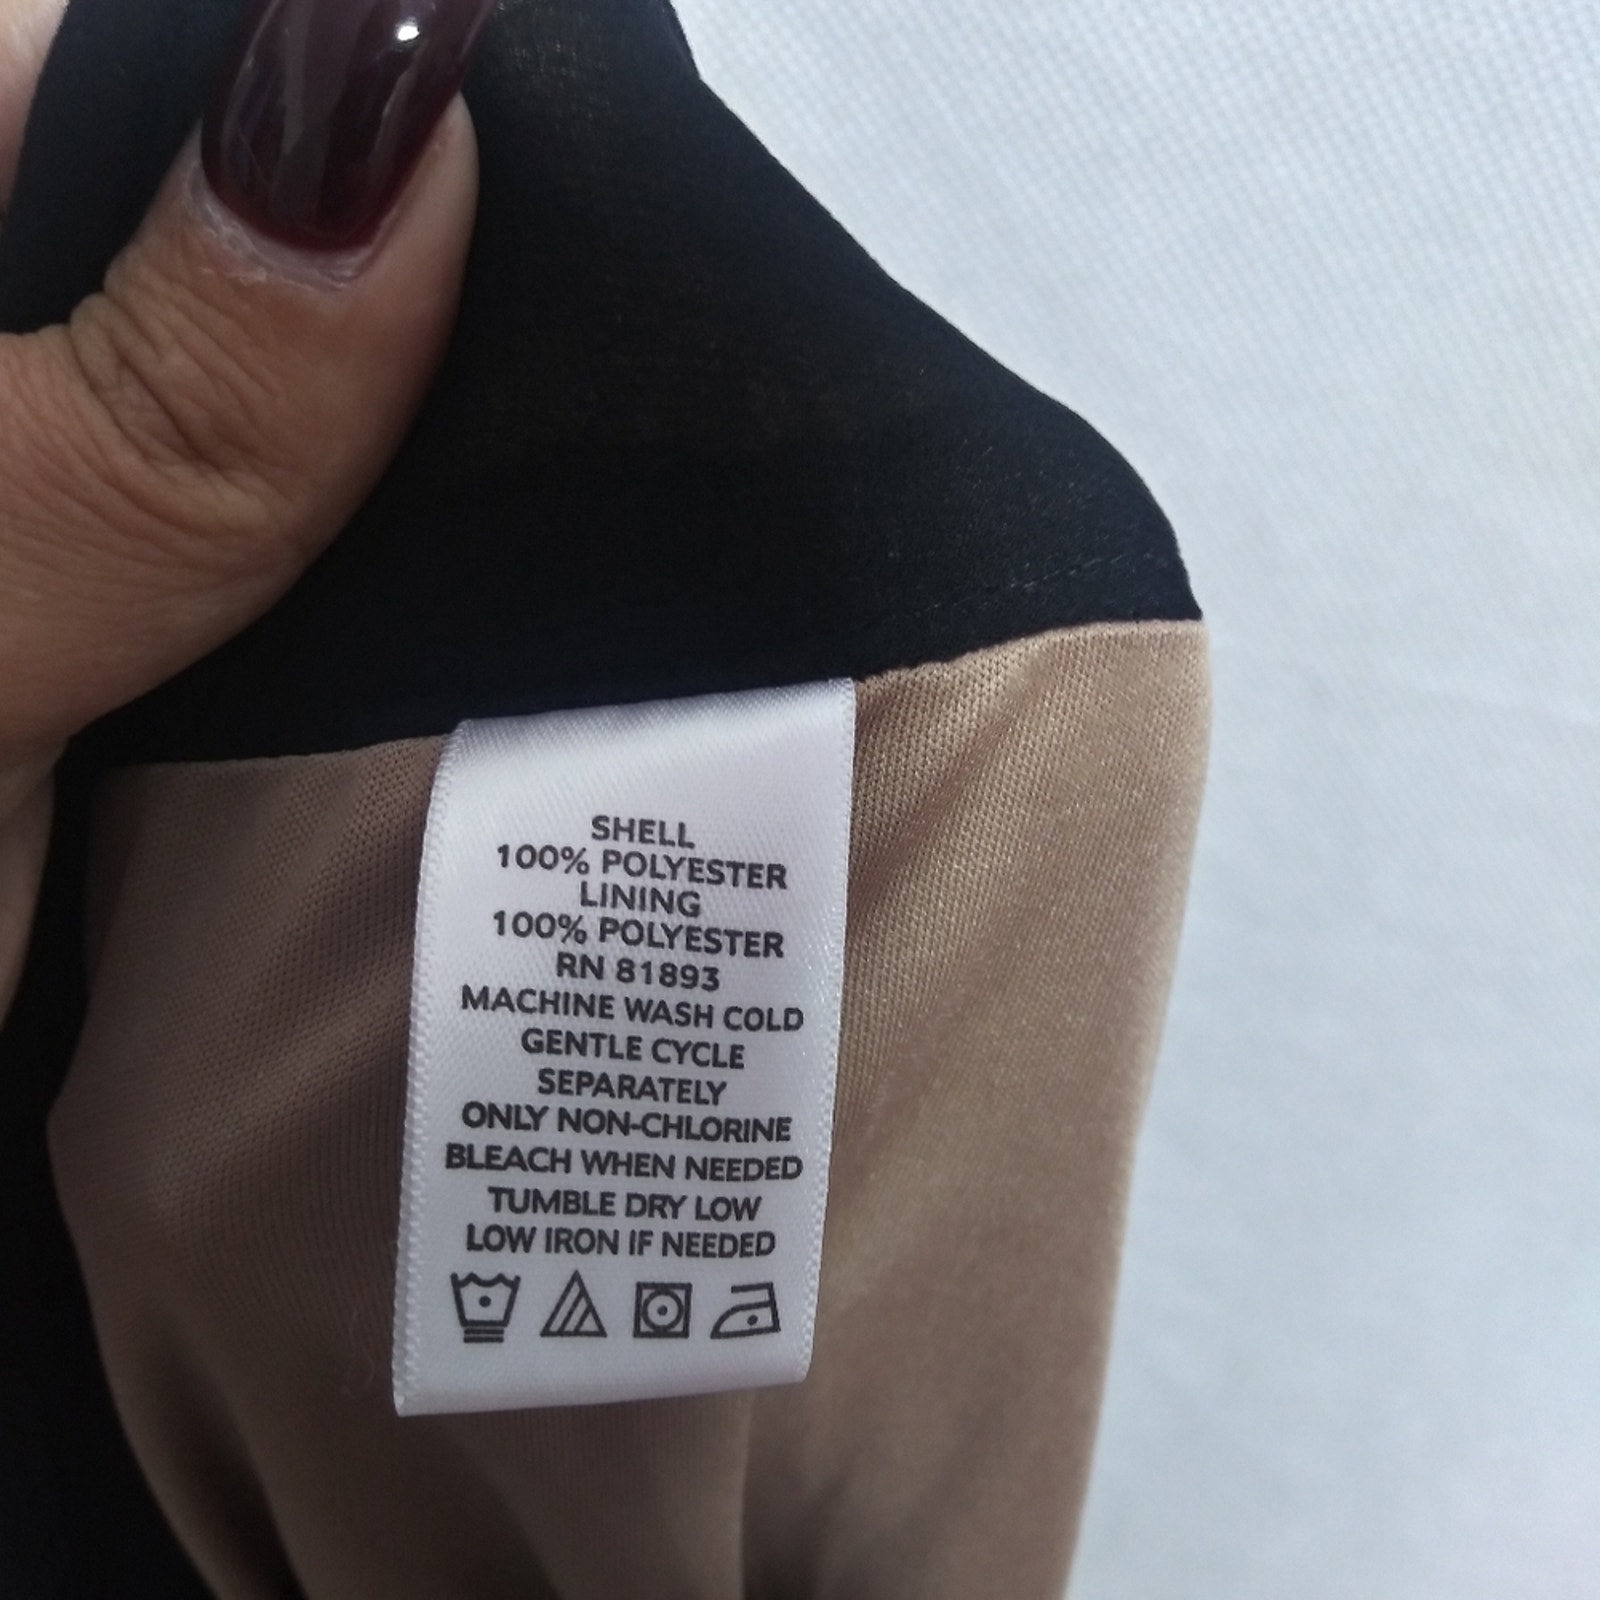 SHELL
100% POLYESTER
LINING
100% POLYESTER
RN 81893
MACHINE WASH COLD
GENTLE CYCLE
SEPARATELY
ONLY NON-CHLORINE
BLEACH WHEN NEEDED
TUMBLE DRY LOW
LOW IRON IF NEEDED